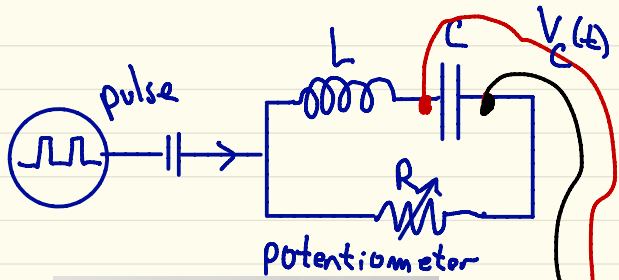 L
C
V_C(t)
pulse
R
potentiometer